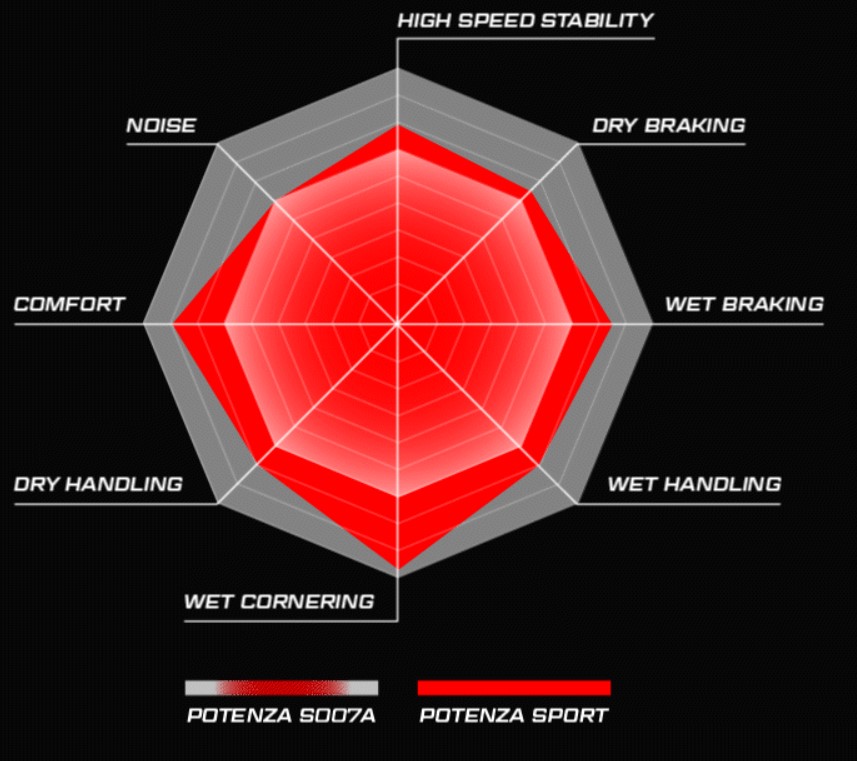 HIGH SPEED STABILITY
NOISE
DRY BRAKING
COMFORT
WET BRAKING
DRY HANDLING
WET HANDLING
WET CORNERING
POTENZA S007A
POTENZA SPORT